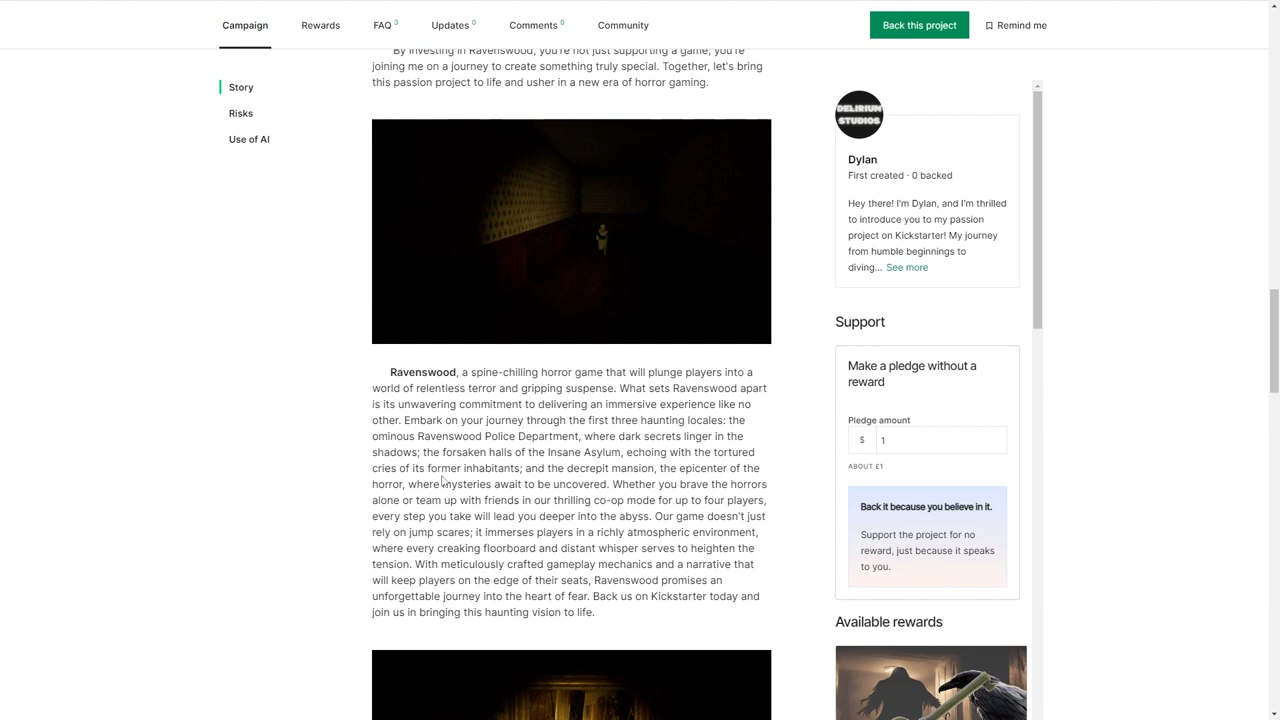 Campaign
Rewards
FAQ 3
Updates 0
Comments 0
Community
Back this project
Remind me
Story
Risks
Use of AI
By investing in Ravenswood, you're not just supporting a game; you're
joining me on a journey to create something truly special. Together, let's bring
this passion project to life and usher in a new era of horror gaming.
Ravenswood, a spine-chilling horror game that will plunge players into a
world of relentless terror and gripping suspense. What sets Ravenswood apart
is its unwavering commitment to delivering an immersive experience like no
other. Embark on your journey through the first three haunting locales: the
ominous Ravenswood Police Department, where dark secrets linger in the
shadows; the forsaken halls of the Insane Asylum, echoing with the tortured
cries of its former inhabitants; and the decrepit mansion, the epicenter of the
horror, where mysteries await to be uncovered. Whether you brave the horrors
alone or team up with friends in our thrilling co-op mode for up to four players,
every step you take will lead you deeper into the abyss. Our game doesn't just
rely on jump scares; it immerses players in a richly atmospheric environment,
where every creaking floorboard and distant whisper serves to heighten the
tension. With meticulously crafted gameplay mechanics and a narrative that
will keep players on the edge of their seats, Ravenswood promises an
unforgettable journey into the heart of fear. Back us on Kickstarter today and
join us in bringing this haunting vision to life.
DELIRIUM
STUDIOS
Dylan
First created · 0 backed
Hey there! I'm Dylan, and I'm thrilled
to introduce you to my passion
project on Kickstarter! My journey
from humble beginnings to
diving... See more
Support
Make a pledge without a
reward
Pledge amount
$ 1
ABOUT £1
Back it because you believe in it.
Support the project for no
reward, just because it speaks
to you.
Available rewards